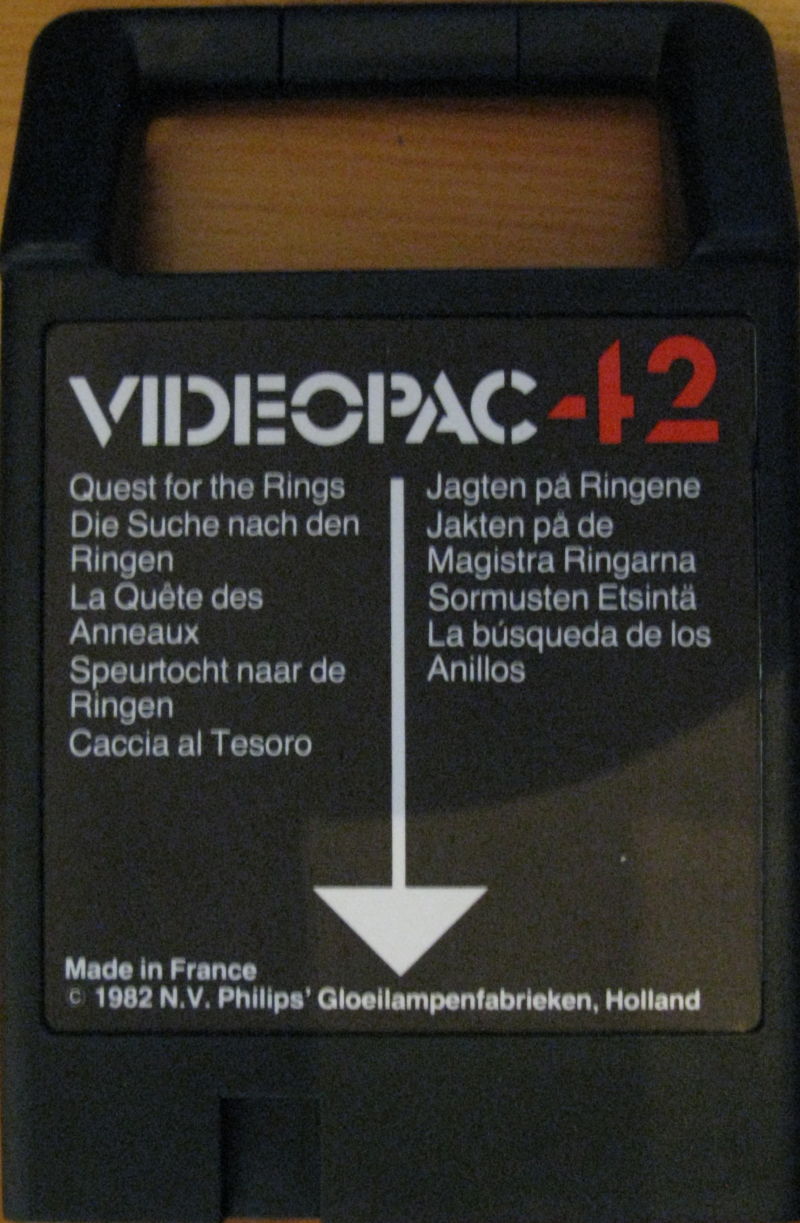 VIDEOPAC 42
Quest for the Rings
Die Suche nach den
Ringen
La Quête des
Anneaux
Speurtocht naar de
Ringen
Caccia al Tesoro
Jagten på Ringene
Jakten på de
Magistra Ringarna
Sormusten Etsintä
La búsqueda de los
Anillos
Made in France
© 1982 N.V. Philips' Gloeilampenfabrieken, Holland